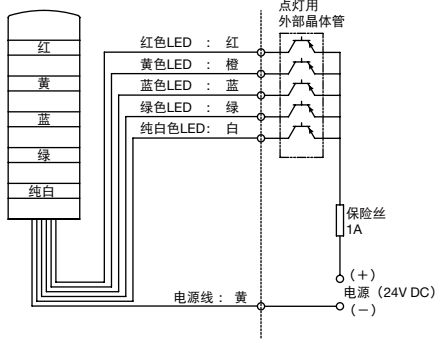 点灯用
外部晶体管
红
黄
蓝
绿
纯白
红色LED : 红
黄色LED : 橙
蓝色LED : 蓝
绿色LED : 绿
纯白色LED: 白
保险丝
1A
(+)
电源(24V DC)
(-)
电源线: 黄